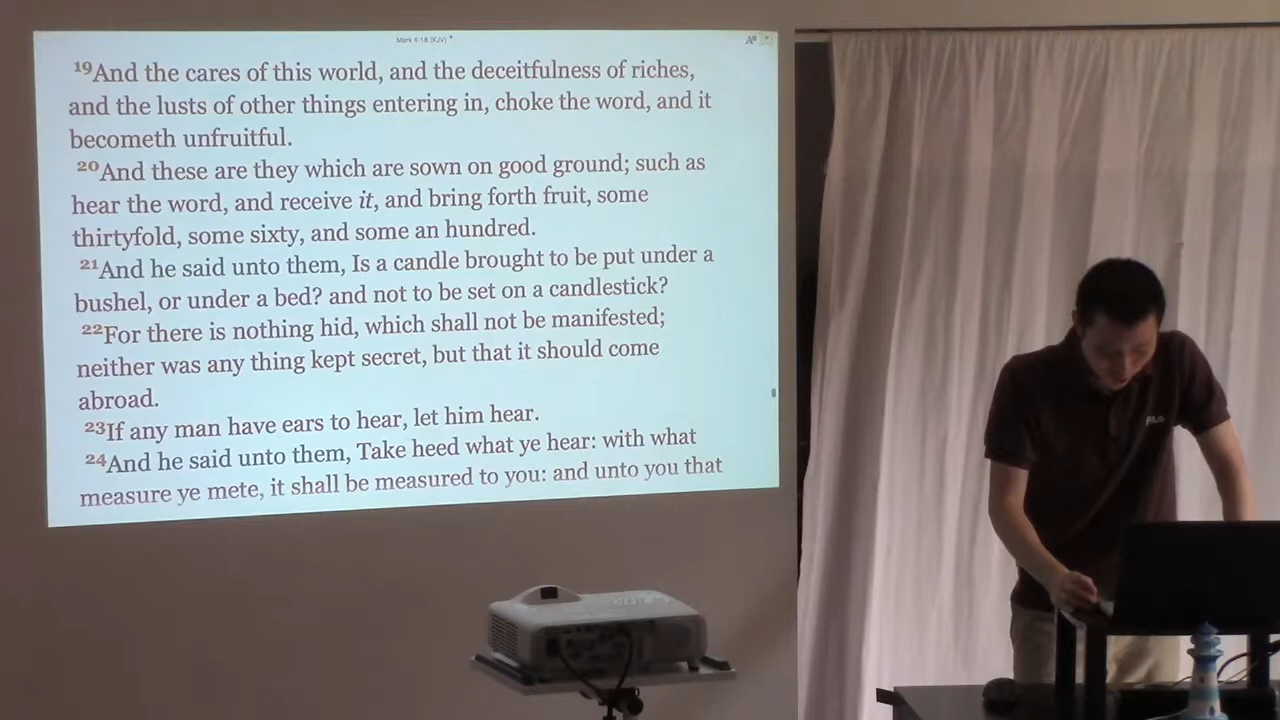 Mark 4:18 (KJV)
19And the cares of this world, and the deceitfulness of riches,
and the lusts of other things entering in, choke the word, and it
becometh unfruitful.
20And these are they which are sown on good ground; such as
hear the word, and receive it, and bring forth fruit, some
thirtyfold, some sixty, and some an hundred.
21And he said unto them, Is a candle brought to be put under a
bushel, or under a bed? and not to be set on a candlestick?
22For there is nothing hid, which shall not be manifested;
neither was any thing kept secret, but that it should come
abroad.
23If any man have ears to hear, let him hear.
24And he said unto them, Take heed what ye hear: with what
measure ye mete, it shall be measured to you: and unto you that